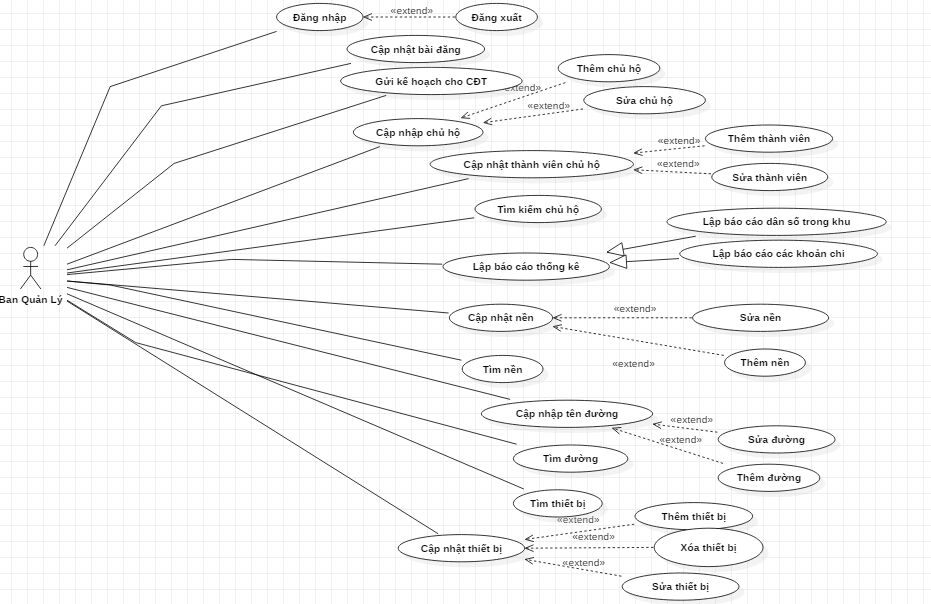 Đăng nhập
«extend»
Đăng xuất
Cập nhật bài đăng
Gửi kế hoạch cho CĐT
Thêm chủ hộ
extend»
Sửa chủ hộ
«extend»
Cập nhập chủ hộ
Thêm thành viên
«extend»
Cập nhật thành viên chủ hộ
«extend»
Sửa thành viên
Tìm kiếm chủ hộ
Lập báo cáo dân số trong khu
Lập báo cáo các khoản chi
Lập báo cáo thống kê
Ban Quản Lý
«extend»
Cập nhật nền
Sửa nền
Thêm nền
«extend»
Tìm nền
Cập nhập tên đường
«extend»
Sửa đường
«extend»
Tìm đường
Thêm đường
Tìm thiết bị
Thêm thiết bị
«extend»
«extend»
Cập nhật thiết bị
Xóa thiết bị
«extend»
Sửa thiết bị